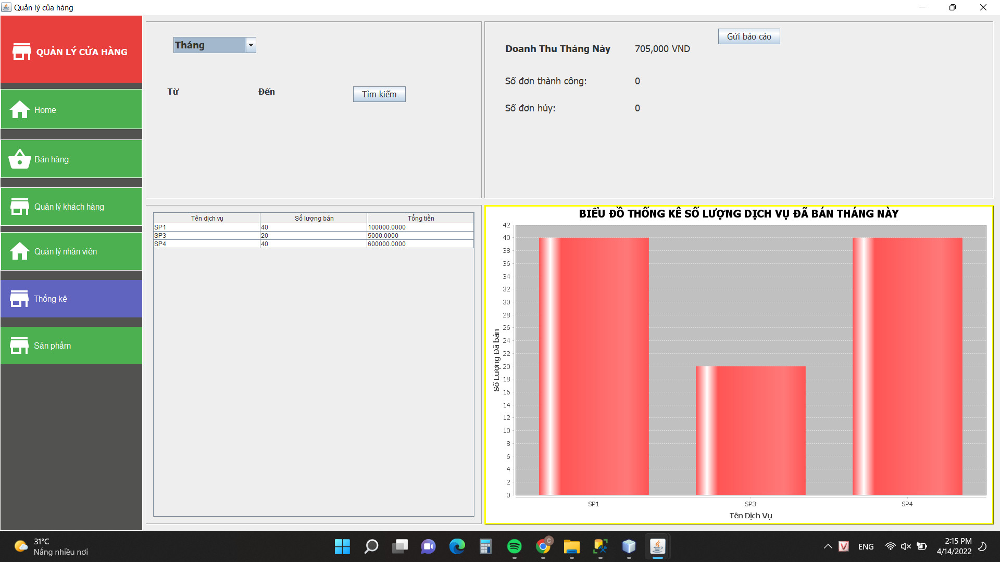 Quản lý của hàng
QUẢN LÝ CỬA HÀNG
Home
Bán hàng
Quản lý khách hàng
Quản lý nhân viên
Thống kê
Sản phẩm
Tháng
Từ
Đến
Tìm kiếm
Doanh Thu Tháng Này 705,000 VND
Gửi báo cáo
Số đơn thành công: 0
Số đơn hủy: 0
Tên dịch vụ Số lượng bán Tổng tiền
SP1 40 100000.0000
SP3 20 5000.0000
SP4 40 600000.0000
BIỂU ĐỒ THỐNG KÊ SỐ LƯỢNG DỊCH VỤ ĐÃ BÁN THÁNG NÀY
Số Lượng Đã bán
42
40
38
36
34
32
30
28
26
24
22
20
18
16
14
12
10
8
6
4
2
0
SP1 SP3 SP4
Tên Dịch Vụ
31°C
Nắng nhiều nơi
C
V
ENG
2:15 PM
4/14/2022